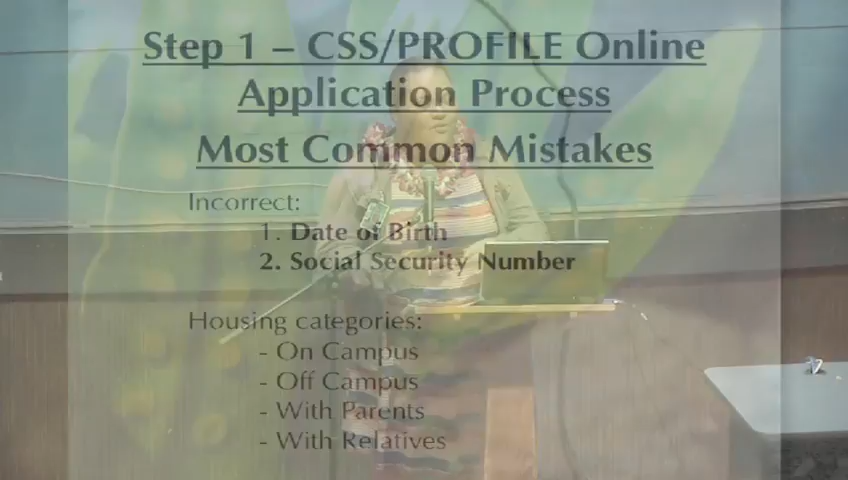 Step 1 – CSS/PROFILE Online
Application Process
Most Common Mistakes
Incorrect:
1. Date of Birth
2. Social Security Number
Housing categories:
- On Campus
- Off Campus
- With Parents
- With Relatives